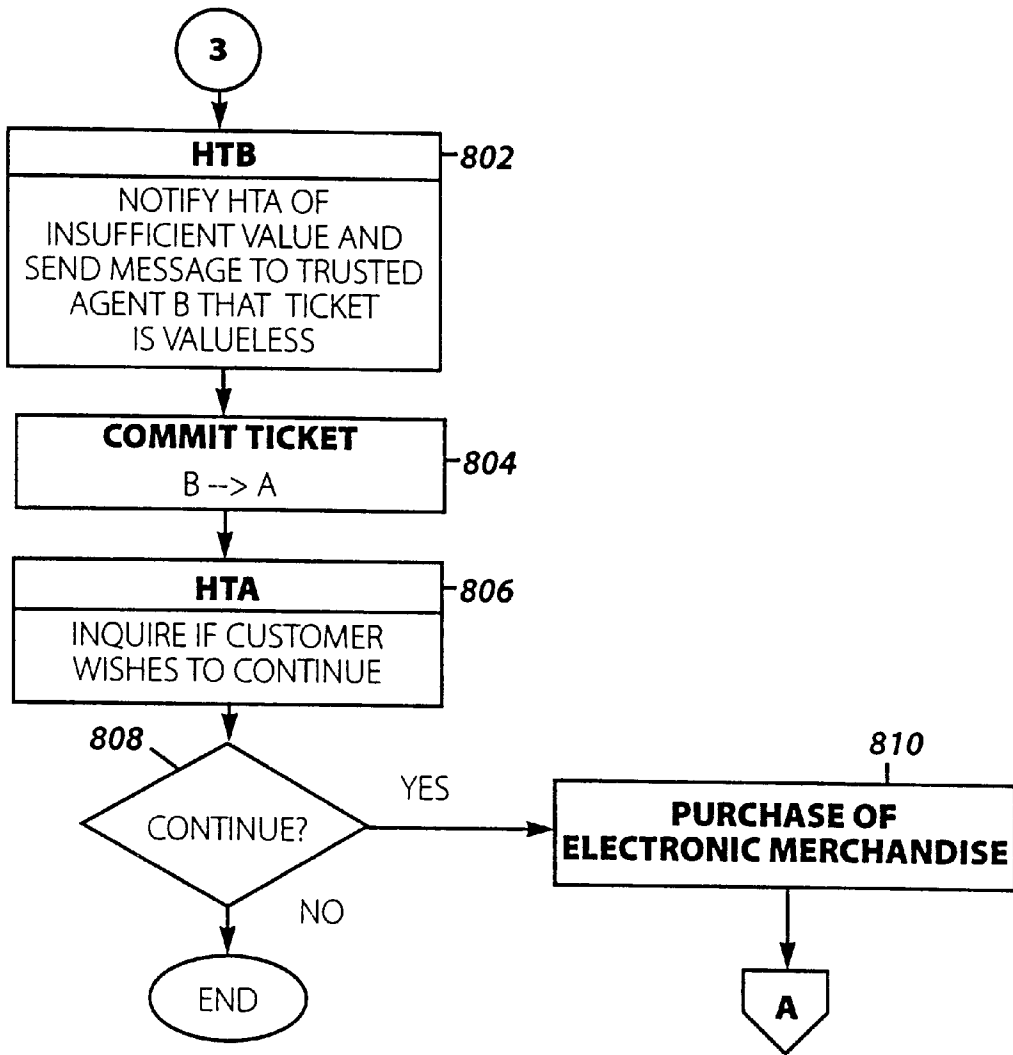 3
HTB
802
NOTIFY HTA OF
INSUFFICIENT VALUE AND
SEND MESSAGE TO TRUSTED
AGENT B THAT TICKET
IS VALUELESS
COMMIT TICKET
804
B --> A
HTA
806
INQUIRE IF CUSTOMER
WISHES TO CONTINUE
808
CONTINUE?
YES
NO
END
810
PURCHASE OF
ELECTRONIC MERCHANDISE
A